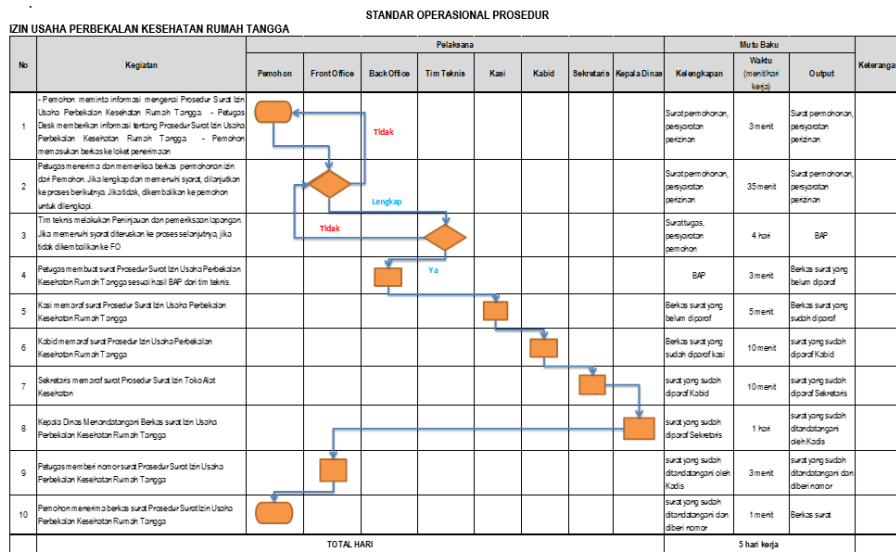 STANDAR OPERASIONAL PROSEDUR
IZIN USAHA PERBEKALAN KESEHATAN RUMAH TANGGA
No
Kegiatan
Pelaksana
Mutu Baku
Keterangan
Pemohon
Front Office
Back Office
Tim Teknis
Kasi
Kabid
Sekretaris
Kepala Dinas
Kelengkapan
Waktu
(menit/hari
kerja)
Output
1
- Pemohon meminta informasi mengenai Prosedur Surat Izin
Usaha Perbekalan Kesehatan Rumah Tangga. - Petugas
Desk memberikan informasi tentang Prosedur Surat Izin Usaha
Perbekalan Kesehatan Rumah Tangga. - Pemohon
memasukan berkas ke loket penerimaan
Tidak
Surat permohonan,
persyaratan
perizinan
3 menit
Surat permohonan,
persyaratan
perizinan
2
Petugas menerima dan memeriksa berkas permohonan izin
dari Pemohon. Jika lengkap dan memenuhi syarat, dilanjutkan
ke proses berikutnya. Jika tidak, dikembalikan ke pemohon
untuk dilengkapi.
Lengkap
Surat permohonan,
persyaratan
perizinan
35 menit
Surat permohonan,
persyaratan
perizinan
3
Tim teknis melakukan Peninjauan dan pemeriksaan lapangan.
Jika memenuhi syarat diteruskan ke proses selanjutnya, jika
tidak dikembalikan ke FO
Tidak
Surat tugas,
persyaratan
pemohon
4 hari
BAP
4
Petugas membuat surat Prosedur Surat Izin Usaha Perbekalan
Kesehatan Rumah Tangga sesuai hasil BAP dari tim teknis.
Ya
BAP
3 menit
Berkas surat yang
belum diparaf
5
Kasi memaraf surat Prosedur Surat Izin Usaha Perbekalan
Kesehatan Rumah Tangga
Berkas surat yang
belum diparaf
5 menit
Berkas surat yang
sudah diparaf
6
Kabid memaraf surat Prosedur Izin Usaha Perbekalan
Kesehatan Rumah Tangga
Berkas surat yang
sudah diparaf kasi
10 menit
surat yang sudah
diparaf Kabid
7
Sekretaris memaraf surat Prosedur Surat Izin Toko Alat
Kesehatan
surat yang sudah
diparaf Kabid
10 menit
surat yang sudah
diparaf Sekretaris
8
Kepala Dinas Menandatangani Berkas surat Izin Usaha
Perbekalan Kesehatan Rumah Tangga
surat yang sudah
diparaf Sekretaris
1 hari
surat yang sudah
ditandatangani
oleh Kadis
9
Petugas memberi nomor surat Prosedur Surat Izin Usaha
Perbekalan Kesehatan Rumah Tangga
surat yang sudah
ditandatangani oleh
Kadis
3 menit
surat yang sudah
ditandatangani dan
diberi nomor
10
Pemohon menerima berkas surat Prosedur Surat Izin Usaha
Perbekalan Kesehatan Rumah Tangga
surat yang sudah
ditandatangani dan
diberi nomor
1 menit
Berkas surat
TOTAL HARI
5 hari kerja